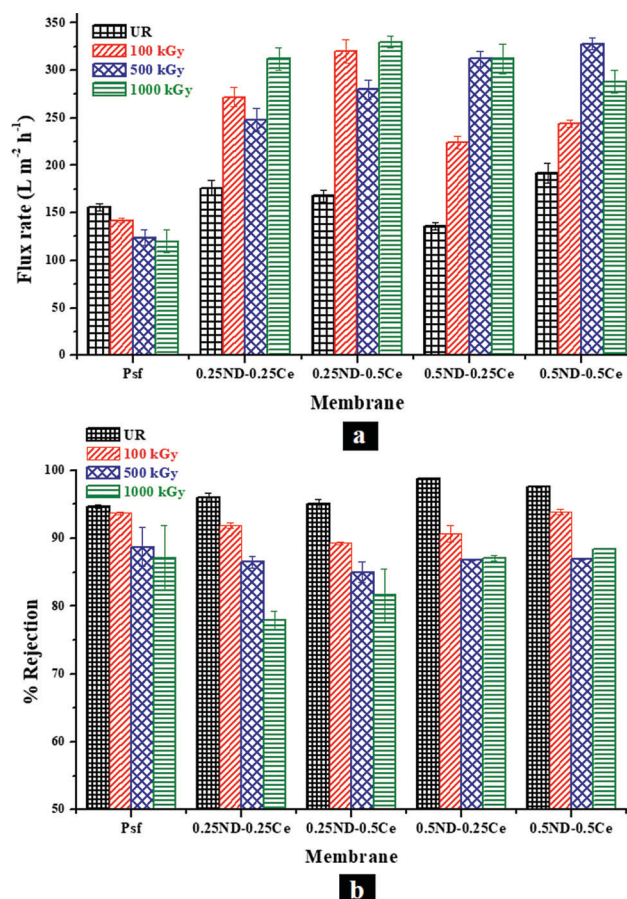 350
300
250
200
150
100
50
0
Flux rate (L m⁻² h⁻¹)
UR
100 kGy
500 kGy
1000 kGy
Psf 0.25ND-0.25Ce 0.25ND-0.5Ce 0.5ND-0.25Ce 0.5ND-0.5Ce
Membrane
a
UR
100 kGy
500 kGy
1000 kGy
100
90
80
70
60
50
% Rejection
Psf 0.25ND-0.25Ce 0.25ND-0.5Ce 0.5ND-0.25Ce 0.5ND-0.5Ce
Membrane
b